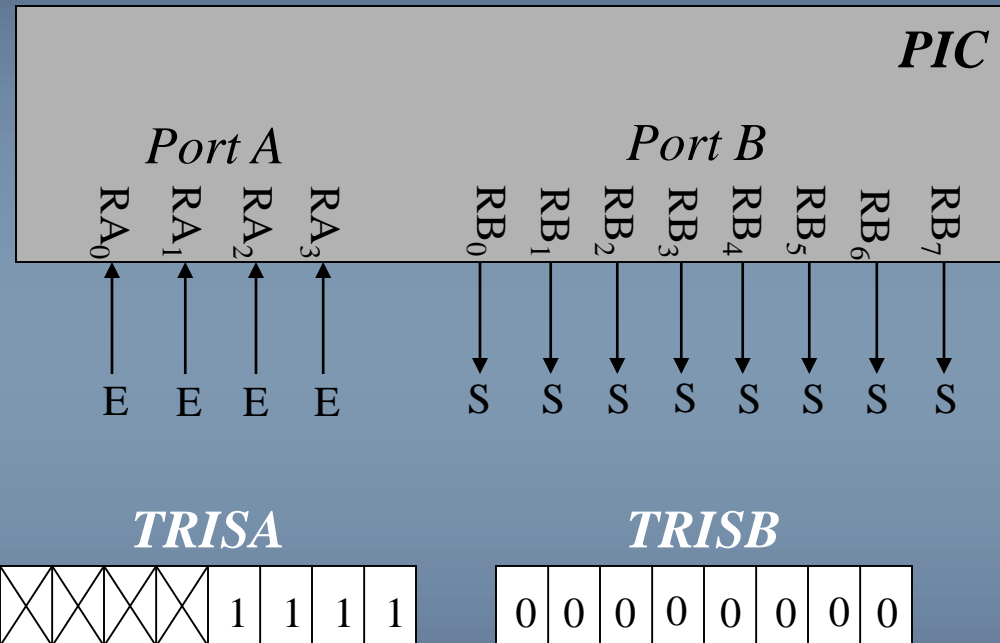 PIC
Port A Port B
RA0 RA1 RA2 RA3 RB0 RB1 RB2 RB3 RB4 RB5 RB6 RB7
E E E E S S S S S S S S
TRISA TRISB
1 1 1 1 0 0 0 0 0 0 0 0